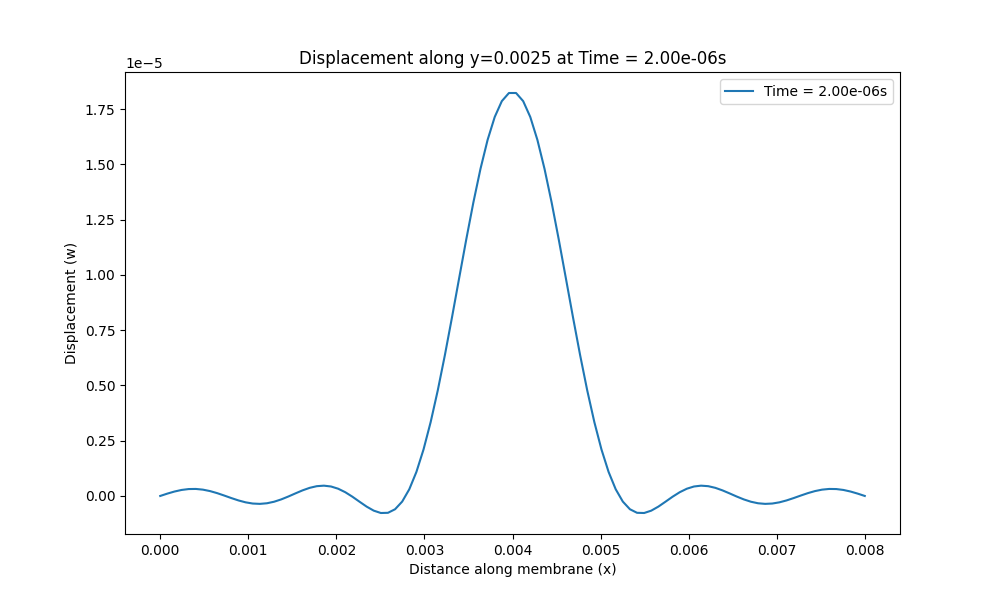 Displacement along y=0.0025 at Time = 2.00e-06s
1e−5
Time = 2.00e-06s
1.75
1.50
1.25
1.00
0.75
0.50
0.25
0.00
Displacement (w)
0.000 0.001 0.002 0.003 0.004 0.005 0.006 0.007 0.008
Distance along membrane (x)